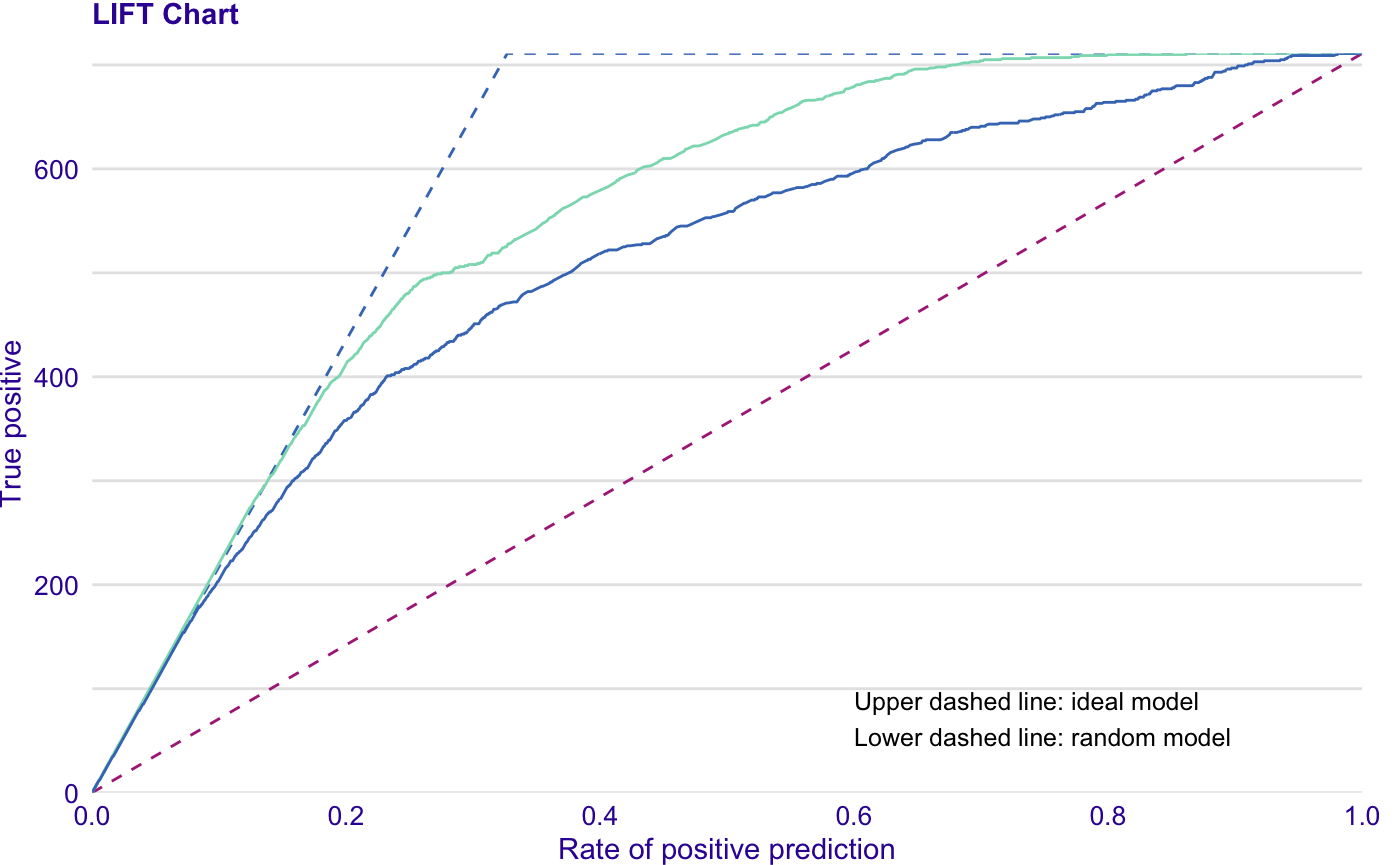 LIFT Chart
True positive
600
400
200
0
Upper dashed line: ideal model
Lower dashed line: random model
0.0 0.2 0.4 0.6 0.8 1.0
Rate of positive prediction